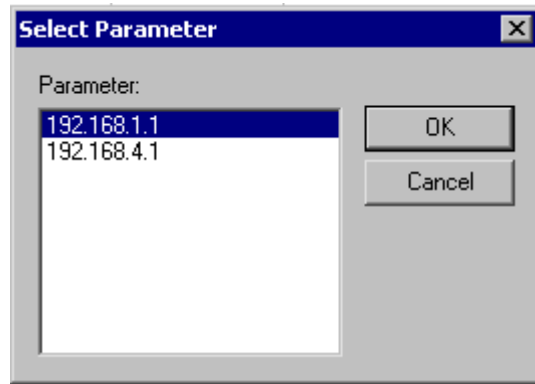 Select Parameter
Parameter:
192.168.1.1
192.168.4.1
OK
Cancel